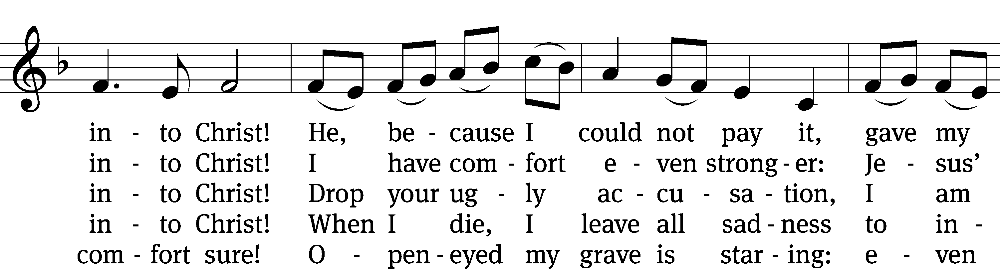 in - to Christ! He, be - cause I could not pay it, gave my
in - to Christ! I have com - fort e - ven strong - er: Je - sus’
in - to Christ! Drop your ug - ly ac - cu - sa - tion, I am
in - to Christ! When I die, I leave all sad - ness to in -
com - fort sure! O - pen - eyed my grave is star - ing: e - ven